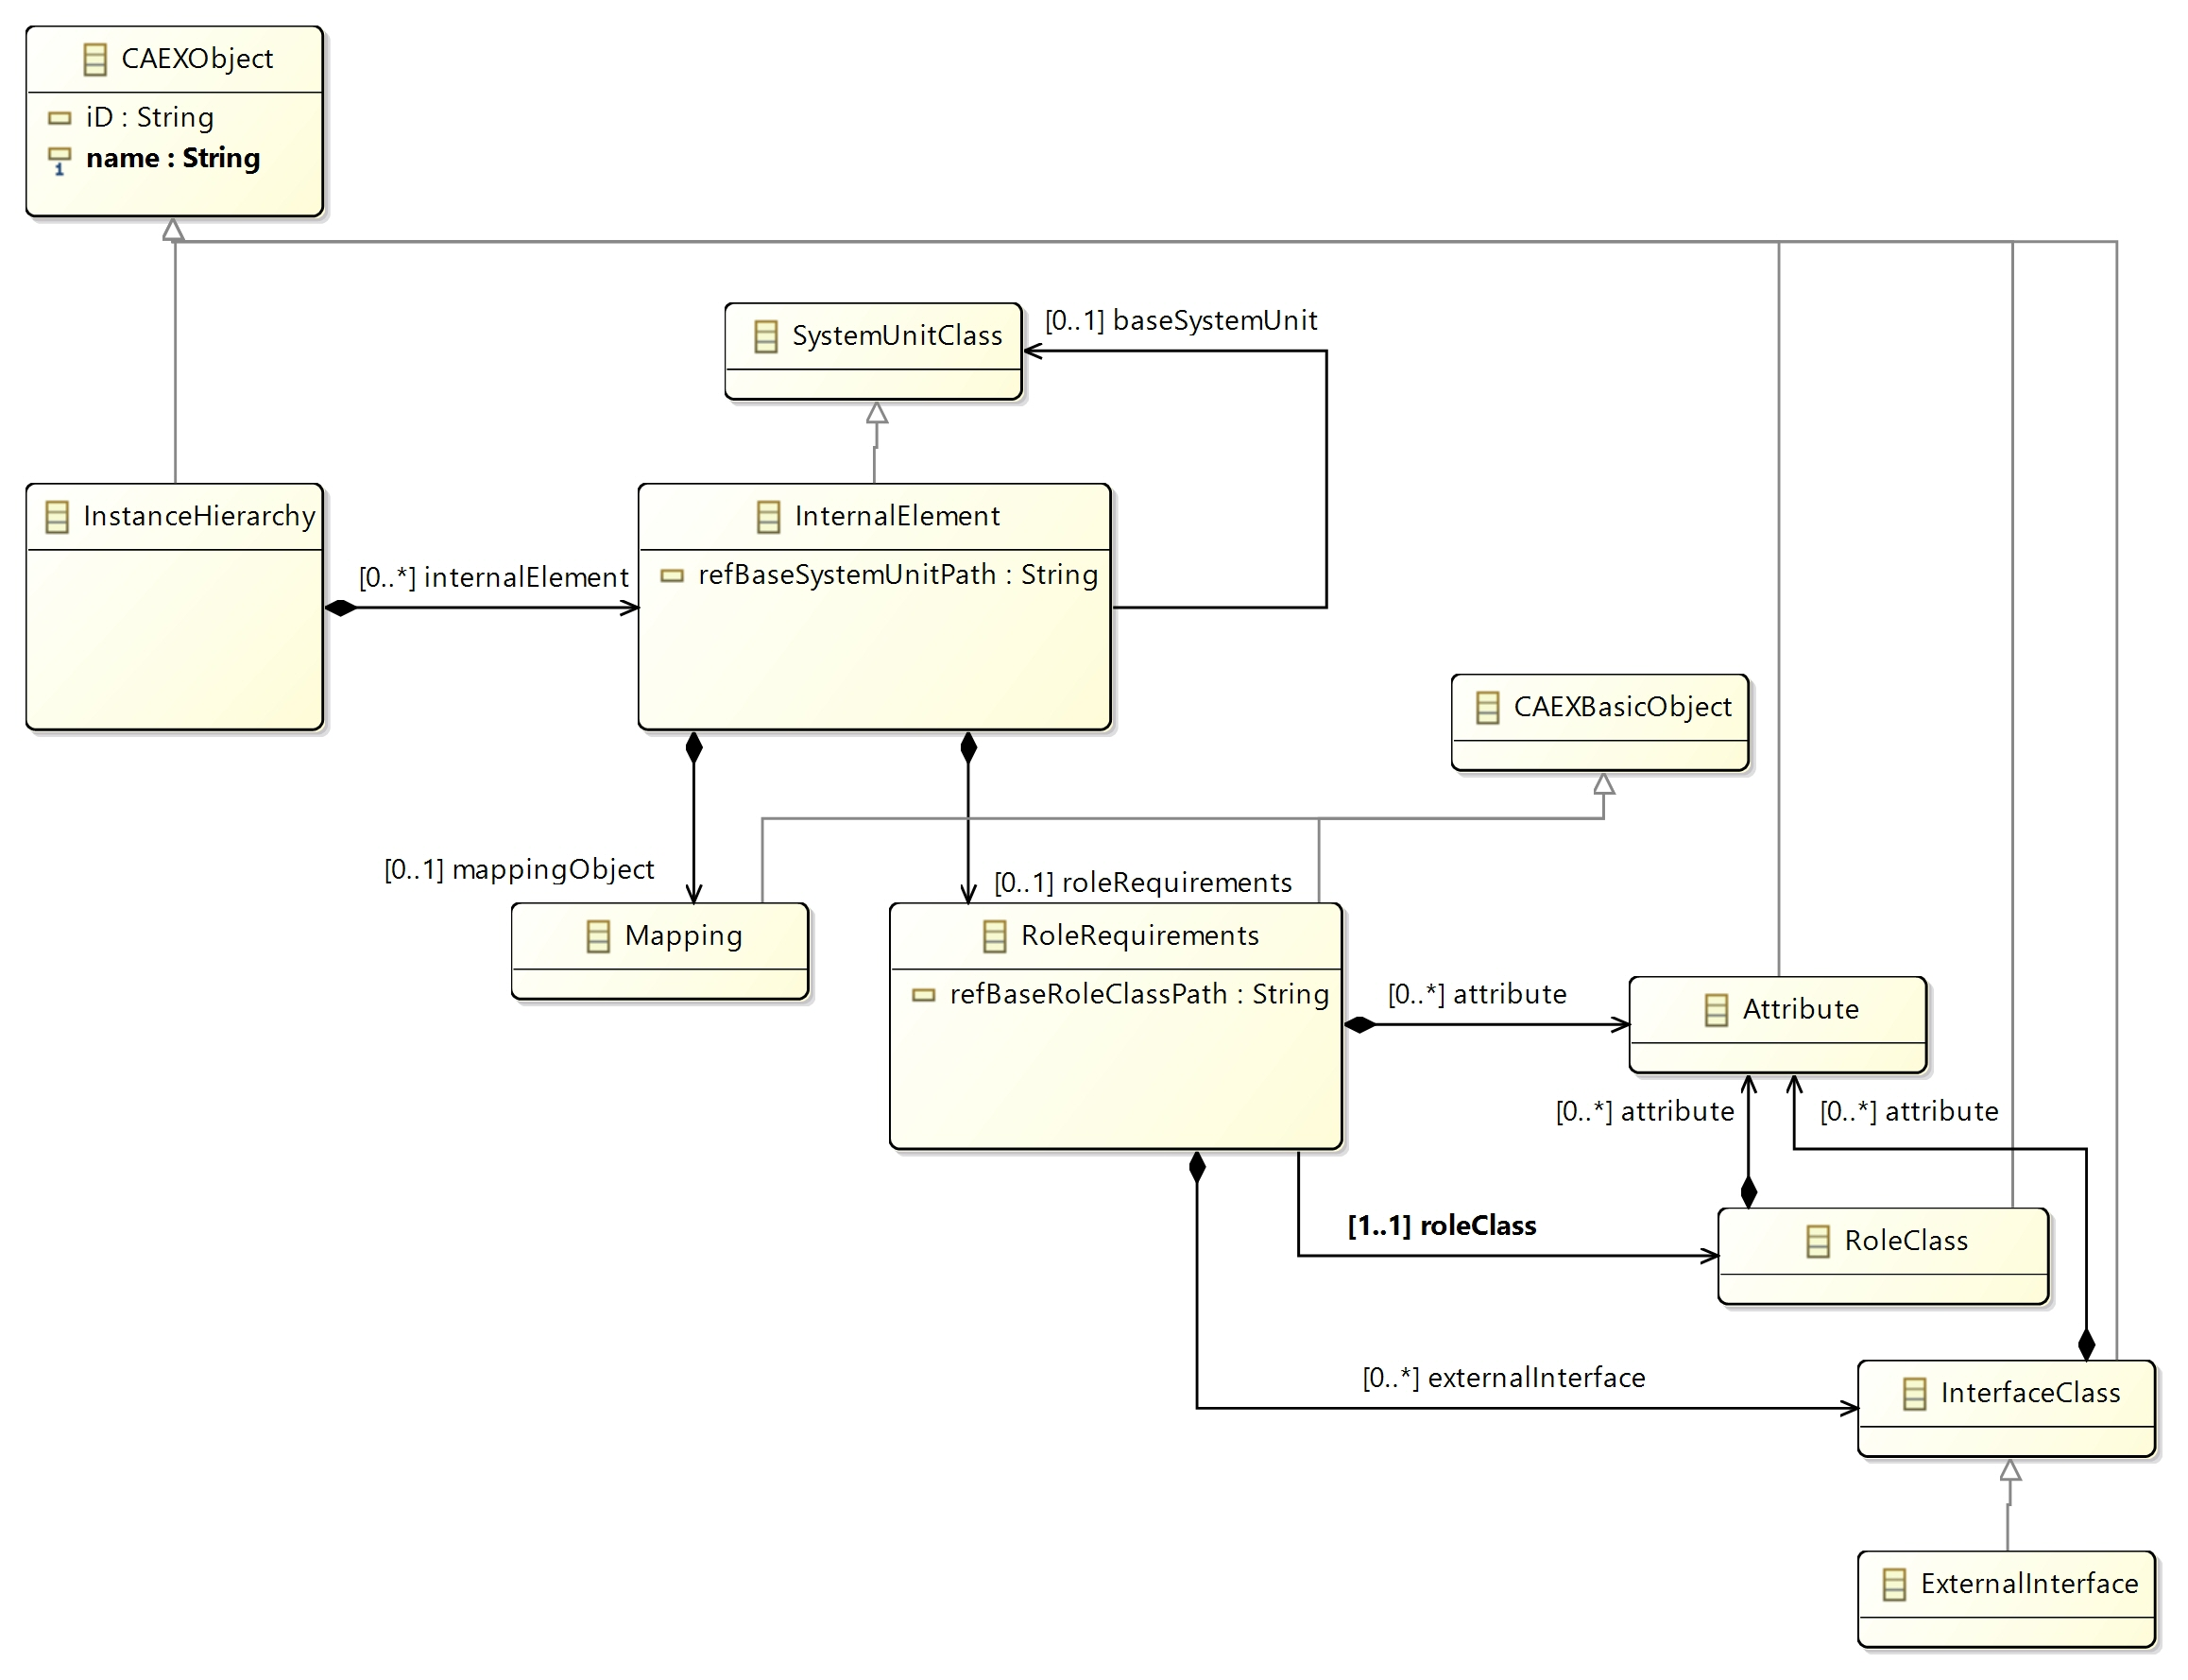 CAEXObject
iD : String
name : String
1
SystemUnitClass
[0..1] baseSystemUnit
InstanceHierarchy
[0..*] internalElement
InternalElement
refBaseSystemUnitPath : String
CAEXBasicObject
[0..1] mappingObject
[0..1] roleRequirements
Mapping
RoleRequirements
refBaseRoleClassPath : String
[0..*] attribute
Attribute
[0..*] attribute
[0..*] attribute
[1..1] roleClass
RoleClass
[0..*] externalInterface
InterfaceClass
ExternalInterface